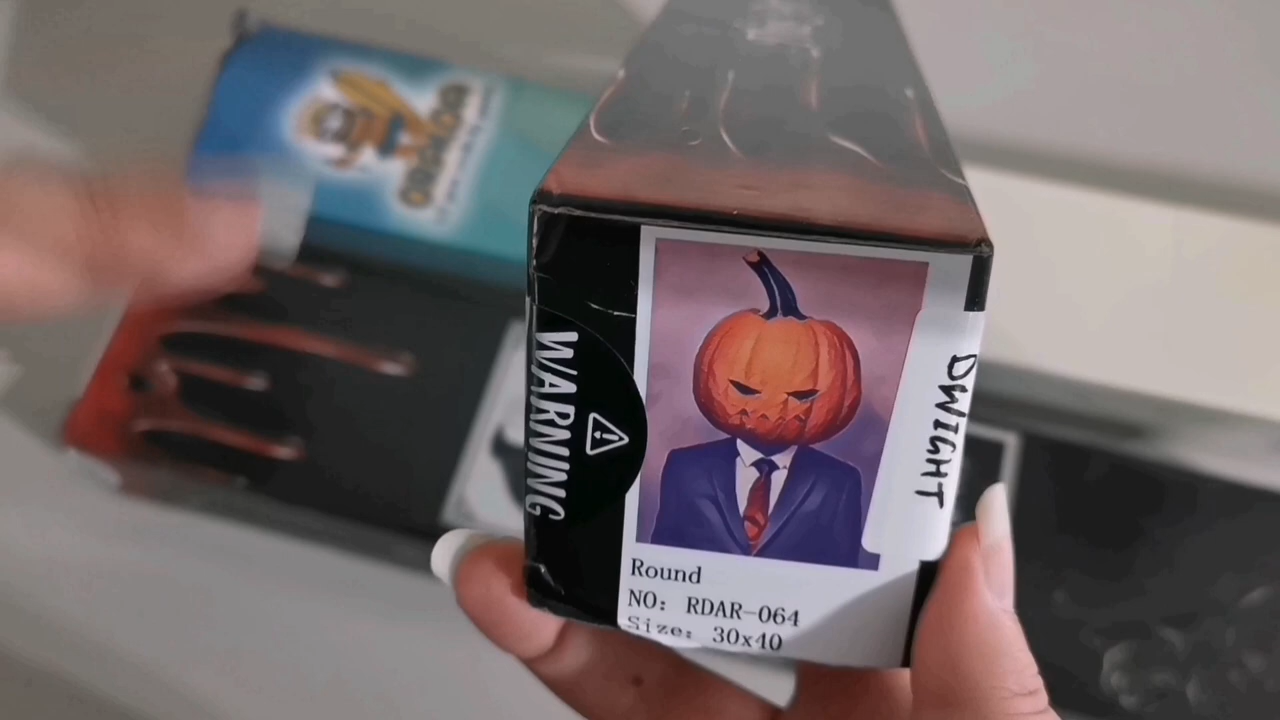 WARNING
DWIGHT
Round
NO: RDAR-064
Size: 30x40